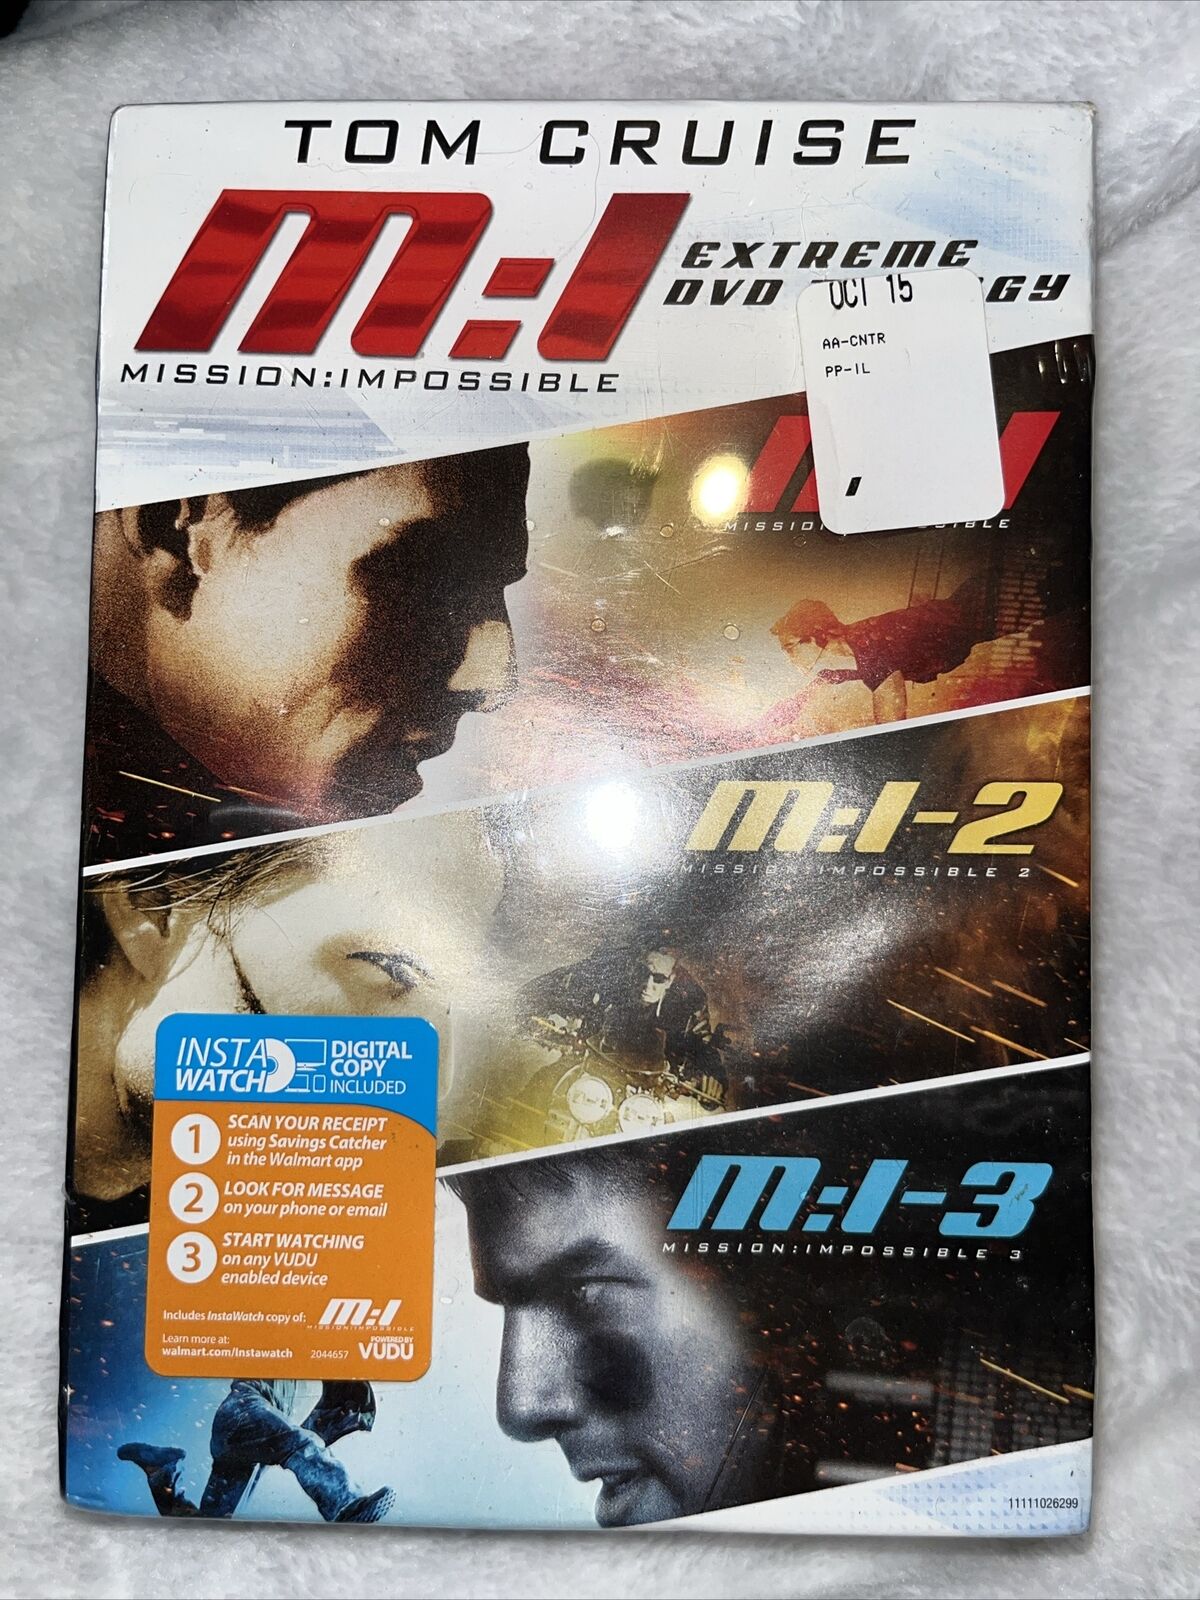 TOM CRUISE
M:I
EXTREME
DVD
MISSION:IMPOSSIBLE
OCT 15
AA-CNTR
PP-IL
M:I-2
MISSION:IMPOSSIBLE 2
INSTA
WATCH
DIGITAL
COPY
INCLUDED
1 SCAN YOUR RECEIPT
using Savings Catcher
in the Walmart app
2 LOOK FOR MESSAGE
on your phone or email
3 START WATCHING
on any VUDU
enabled device
Includes InstaWatch copy of: M:I
MISSION:IMPOSSIBLE
Learn more at:
walmart.com/instawatch 2044657
POWERED BY
VUDU
M:I-3
MISSION:IMPOSSIBLE 3
11111026299